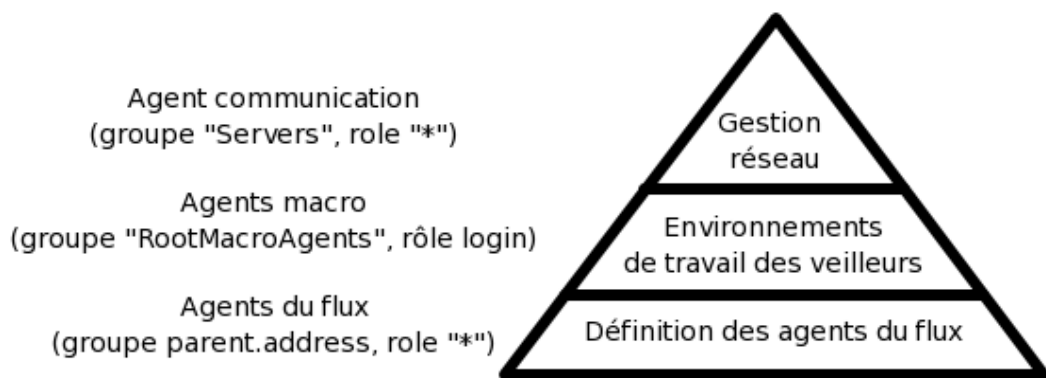 Agent communication
(groupe "Servers", role "*")
Gestion
réseau
Agents macro
(groupe "RootMacroAgents", rôle login)
Environnements
de travail des veilleurs
Agents du flux
(groupe parent.address, role "*")
Définition des agents du flux